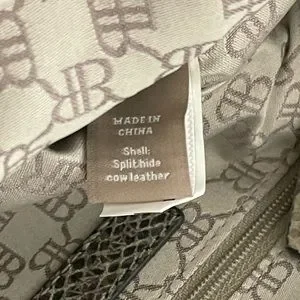 MADE IN
CHINA
Shell:
Split hide
cow leather